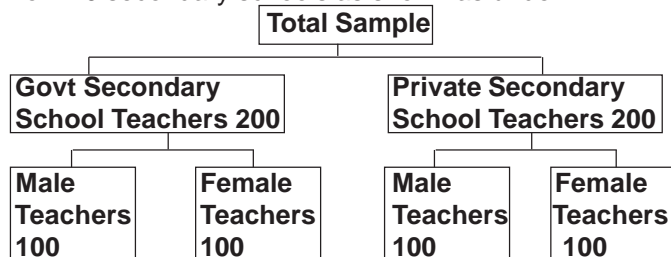 Total Sample
Govt Secondary
School Teachers 200
Private Secondary
School Teachers 200
Male
Teachers
100
Female
Teachers
100
Male
Teachers
100
Female
Teachers
100